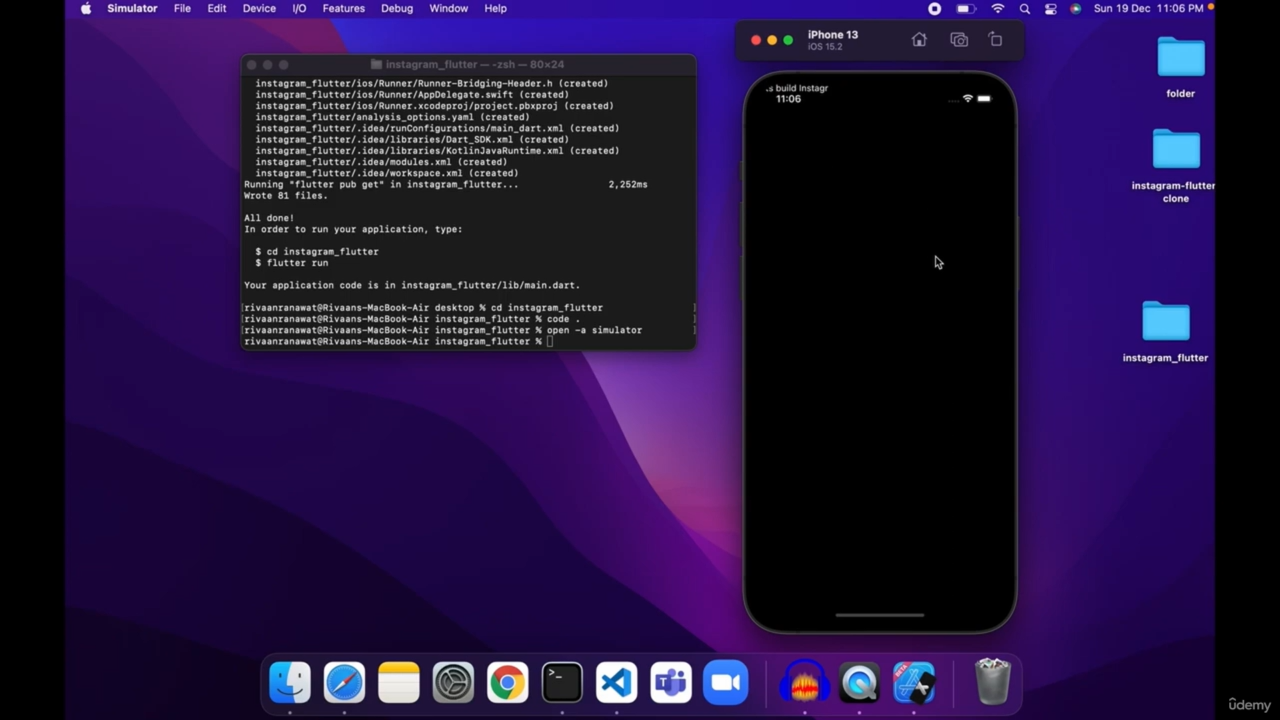 Simulator File Edit Device I/O Features Debug Window Help Sun 19 Dec 11:06 PM
instagram_flutter — -zsh — 80×24
instagram_flutter/ios/Runner/Runner-Bridging-Header.h (created)
instagram_flutter/ios/Runner/AppDelegate.swift (created)
instagram_flutter/ios/Runner.xcodeproj/project.pbxproj (created)
instagram_flutter/analysis_options.yaml (created)
instagram_flutter/.idea/runConfigurations/main_dart.xml (created)
instagram_flutter/.idea/libraries/Dart_SDK.xml (created)
instagram_flutter/.idea/libraries/KotlinJavaRuntime.xml (created)
instagram_flutter/.idea/modules.xml (created)
instagram_flutter/.idea/workspace.xml (created)
Running "flutter pub get" in instagram_flutter... 2,252ms
Wrote 81 files.
All done!
In order to run your application, type:
$ cd instagram_flutter
$ flutter run
Your application code is in instagram_flutter/lib/main.dart.
[rivaanranawat@Rivaans-MacBook-Air desktop % cd instagram_flutter ]
[rivaanranawat@Rivaans-MacBook-Air instagram_flutter % code . ]
[rivaanranawat@Rivaans-MacBook-Air instagram_flutter % open -a simulator ]
rivaanranawat@Rivaans-MacBook-Air instagram_flutter %
iPhone 13
iOS 15.2
.s build Instagr
11:06
folder
instagram-flutter
clone
instagram_flutter
ûdemy